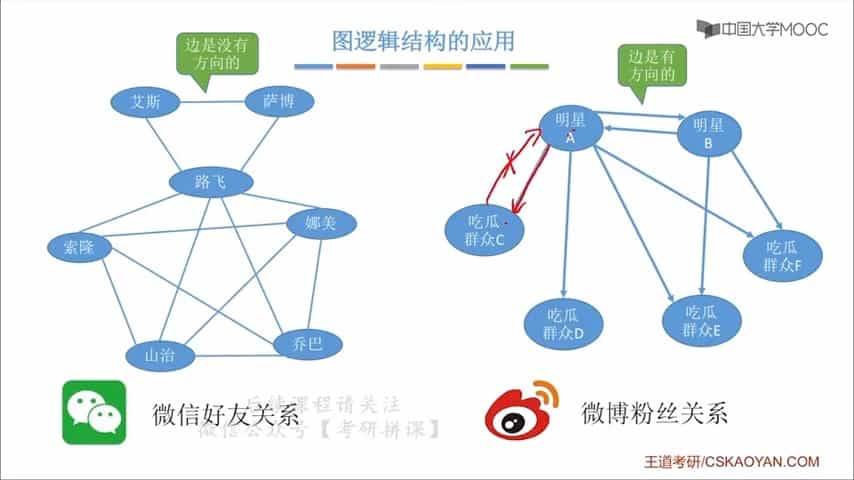 图逻辑结构的应用
中国大学MOOC
边是没有
方向的
艾斯
萨博
路飞
索隆
娜美
山治
乔巴
边是有
方向的
明星
A
明星
B
吃瓜
群众C
吃瓜
群众D
吃瓜
群众E
吃瓜
群众F
微信好友关系
后续课程请关注
微信公众号【考研拼课】
微博粉丝关系
王道考研/CSKAOYAN.COM